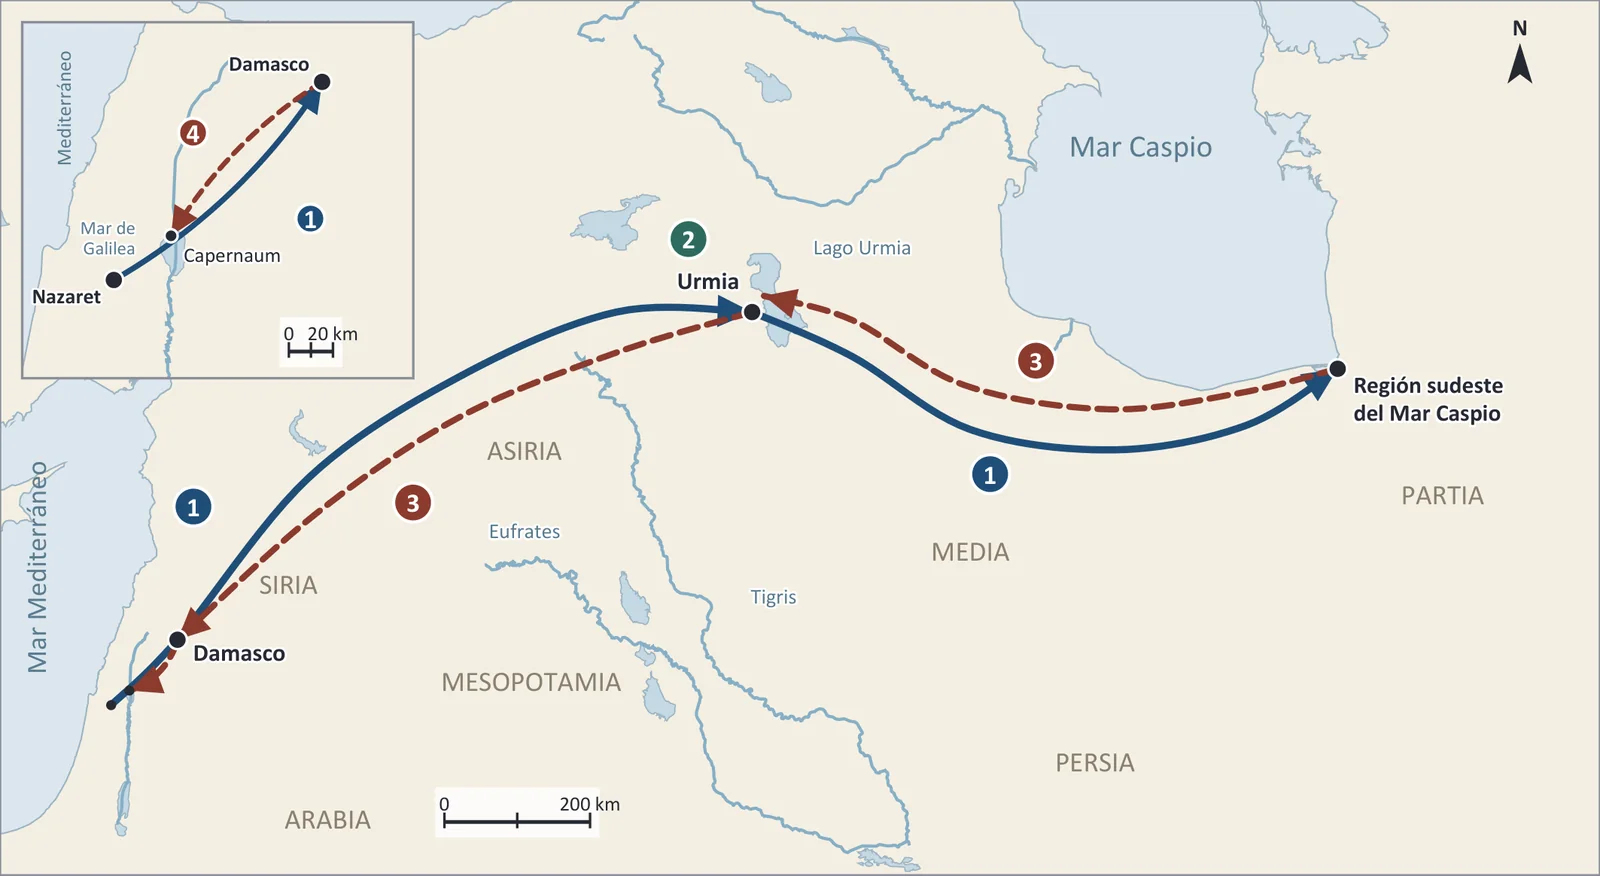 N
Damasco
Mediterráneo
4
1
Mar de
Galilea
Capernaum
Nazaret
0 20 km
Mar Caspio
2
Lago Urmia
Urmia
3
Región sudeste
del Mar Caspio
ASIRIA
1
PARTIA
Mar Mediterráneo
1
3
Eufrates
MEDIA
SIRIA
Tigris
Damasco
MESOPOTAMIA
PERSIA
0 200 km
ARABIA